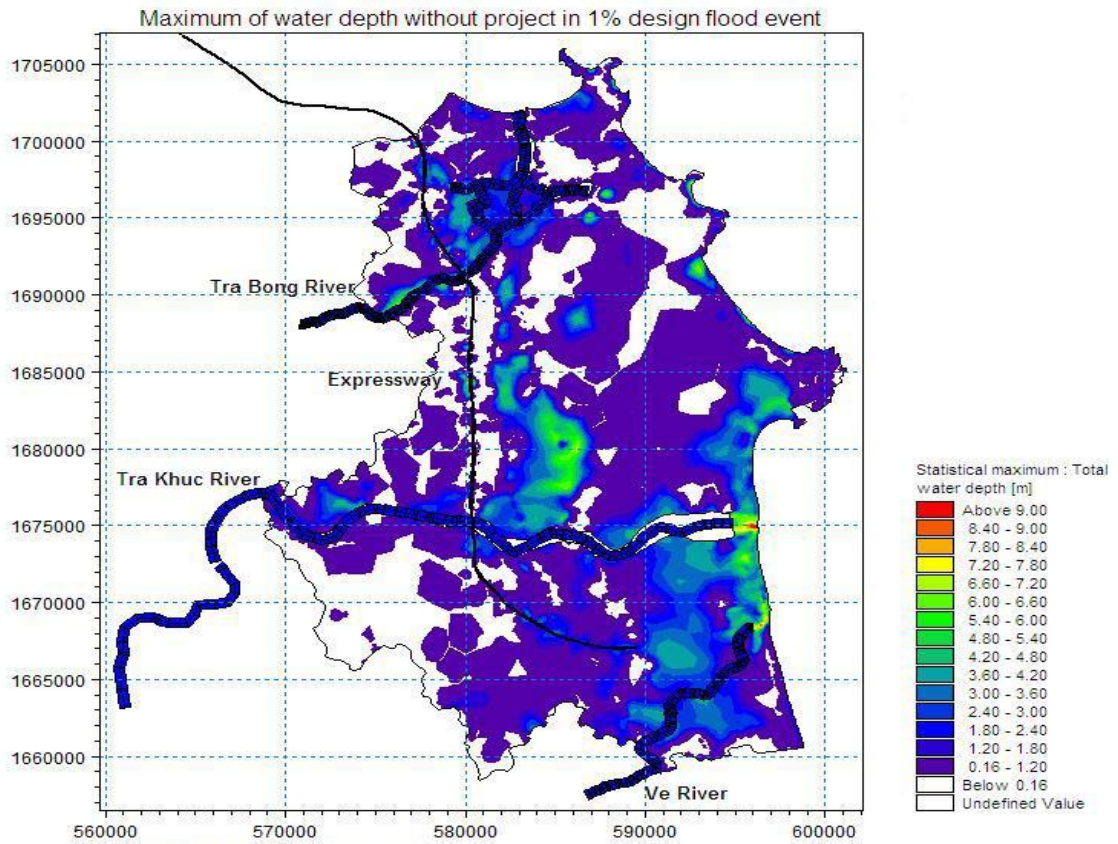 Maximum of water depth without project in 1% design flood event
1705000
1700000
1695000
1690000
1685000
1680000
1675000
1670000
1665000
1660000
Tra Bong River
Expressway
Tra Khuc River
Ve River
560000
570000
580000
590000
600000
Statistical maximum : Total
water depth [m]
Above 9.00
8.40 - 9.00
7.80 - 8.40
7.20 - 7.80
6.60 - 7.20
6.00 - 6.60
5.40 - 6.00
4.80 - 5.40
4.20 - 4.80
3.60 - 4.20
3.00 - 3.60
2.40 - 3.00
1.80 - 2.40
1.20 - 1.80
0.16 - 1.20
Below 0.16
Undefined Value